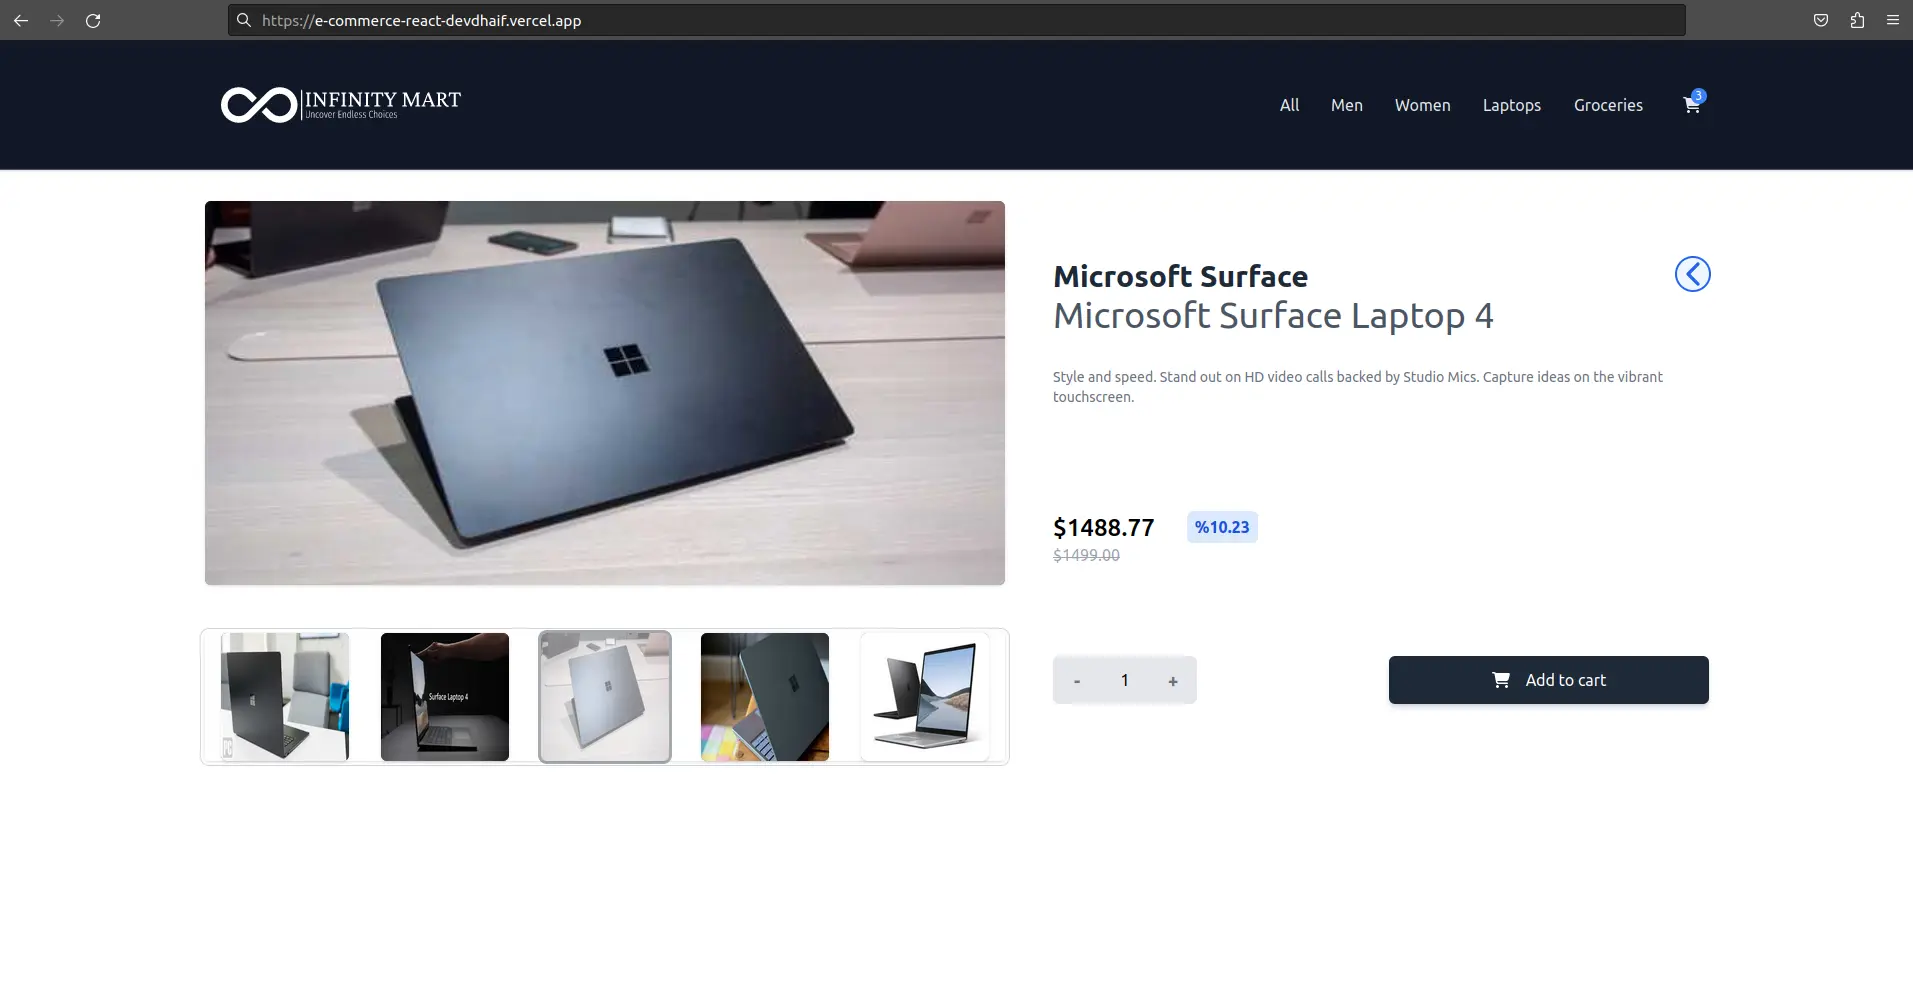 https://e-commerce-react-devdhaif.vercel.app
INFINITY MART
Uncover Endless Choices
All Men Women Laptops Groceries 3
Microsoft Surface
Microsoft Surface Laptop 4
Style and speed. Stand out on HD video calls backed by Studio Mics. Capture ideas on the vibrant
touchscreen.
$1488.77 %10.23
$1499.00
Surface Laptop 4
- 1 + Add to cart